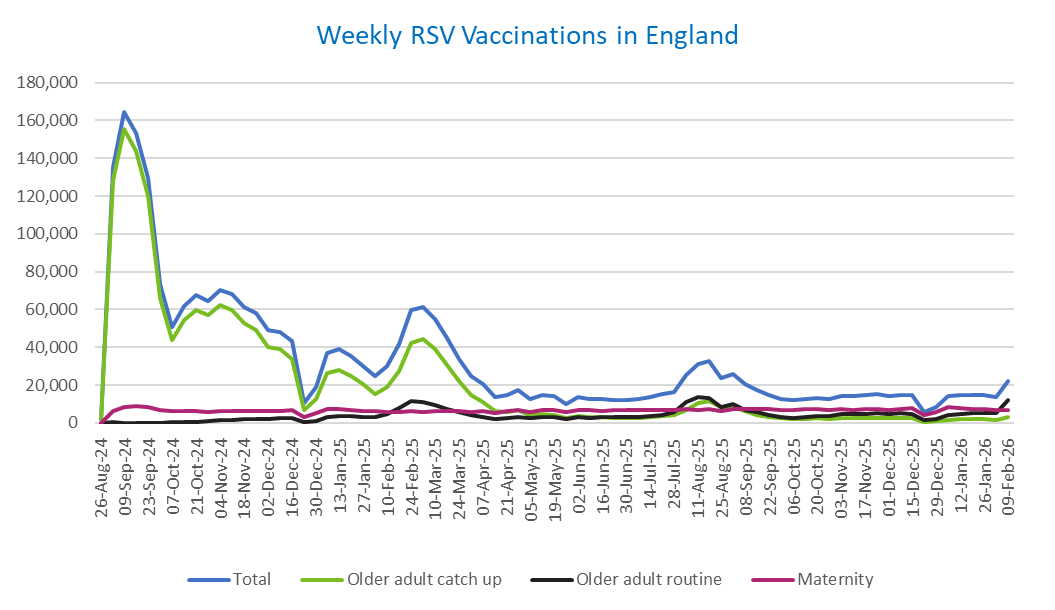 Weekly RSV Vaccinations in England
180,000
160,000
140,000
120,000
100,000
80,000
60,000
40,000
20,000
0
26-Aug-24
09-Sep-24
23-Sep-24
07-Oct-24
21-Oct-24
04-Nov-24
18-Nov-24
02-Dec-24
16-Dec-24
30-Dec-24
13-Jan-25
27-Jan-25
10-Feb-25
24-Feb-25
10-Mar-25
24-Mar-25
07-Apr-25
21-Apr-25
05-May-25
19-May-25
02-Jun-25
16-Jun-25
30-Jun-25
14-Jul-25
28-Jul-25
11-Aug-25
25-Aug-25
08-Sep-25
22-Sep-25
06-Oct-25
20-Oct-25
03-Nov-25
17-Nov-25
01-Dec-25
15-Dec-25
29-Dec-25
12-Jan-26
26-Jan-26
09-Feb-26
Total
Older adult catch up
Older adult routine
Maternity